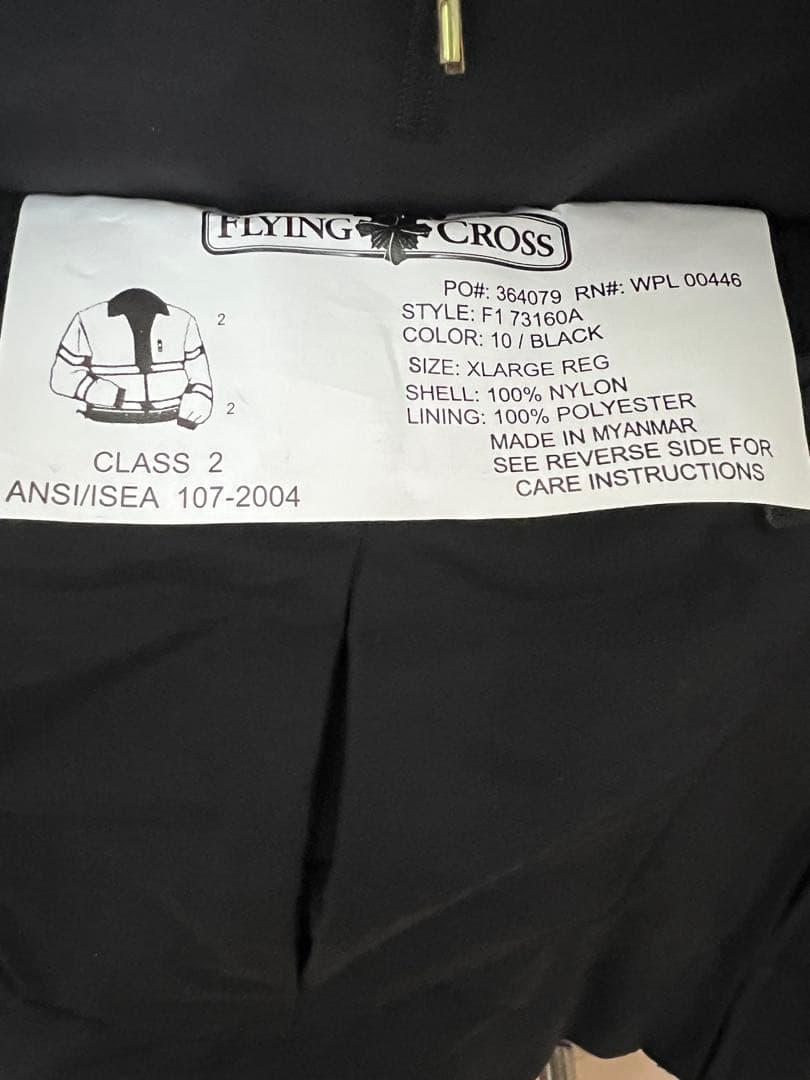 FLYING CROSS
2
2
CLASS 2
ANSI/ISEA 107-2004
PO#: 364079 RN#: WPL 00446
STYLE: F1 73160A
COLOR: 10 / BLACK
SIZE: XLARGE REG
SHELL: 100% NYLON
LINING: 100% POLYESTER
MADE IN MYANMAR
SEE REVERSE SIDE FOR
CARE INSTRUCTIONS